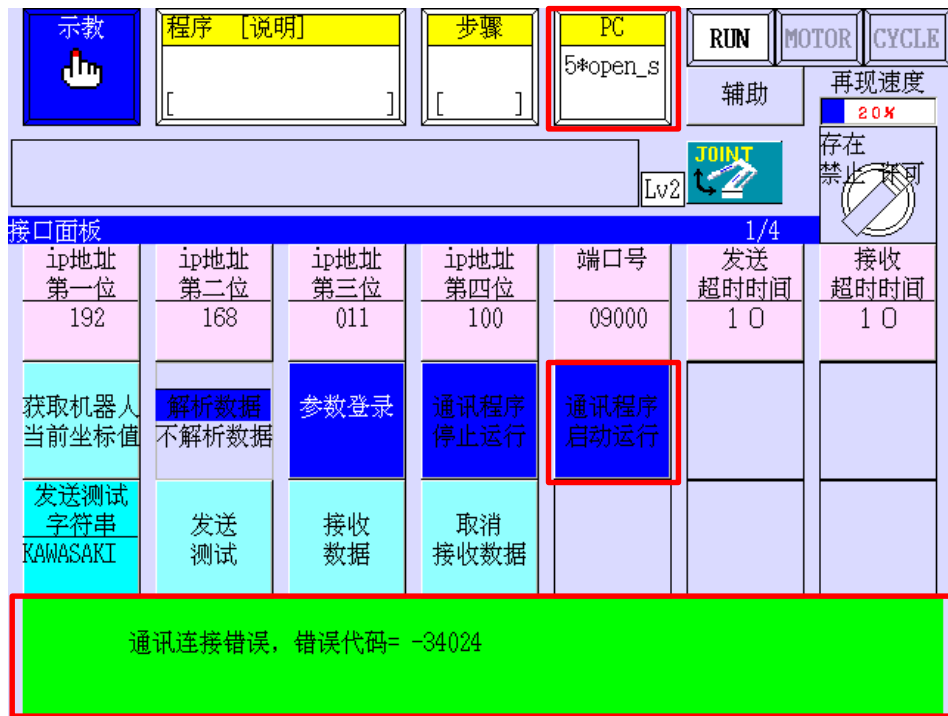 示教
程序 [说明]
步骤
PC
RUN
MOTOR
CYCLE
5*open_s
[ ]
[ ]
辅助
再现速度
20%
存在
禁止 许可
JOINT
Lv2
接口面板
1/4
ip地址
第一位
192
ip地址
第二位
168
ip地址
第三位
011
ip地址
第四位
100
端口号
09000
发送
超时时间
10
接收
超时时间
10
获取机器人
当前坐标值
解析数据
不解析数据
参数登录
通讯程序
停止运行
通讯程序
启动运行
发送测试
字符串
KAWASAKI
发送
测试
接收
数据
取消
接收数据
通讯连接错误，错误代码= -34024